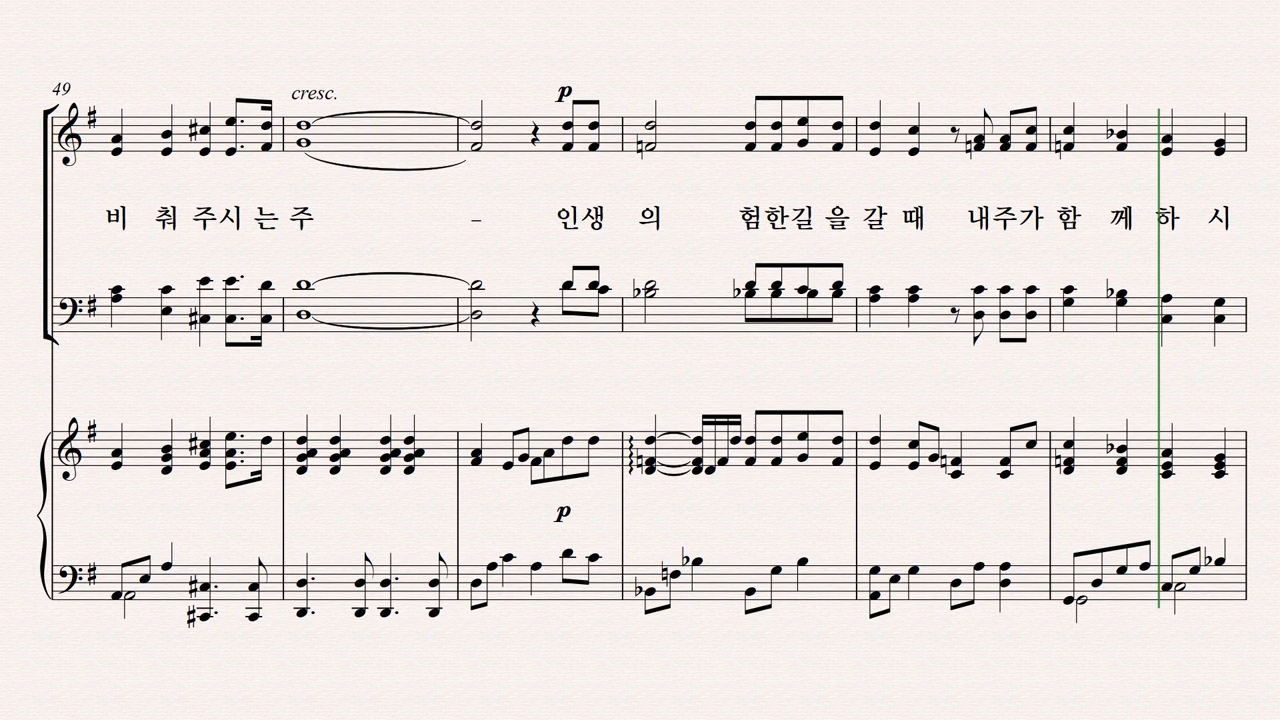 49
cresc.
p
비 춰 주시 는 주 – 인생 의 험한길 을 갈 때 내주가 함 께 하 시
p